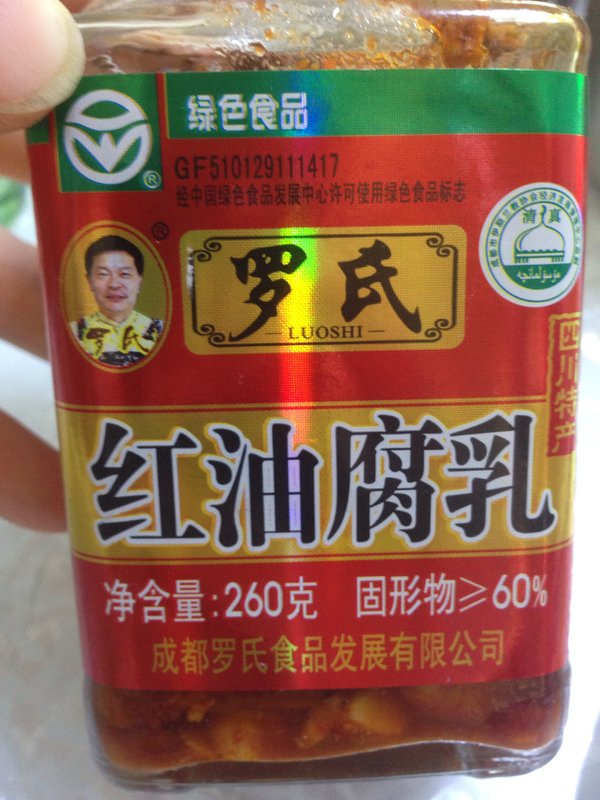 绿色食品
GF510129111417
经中国绿色食品发展中心许可使用绿色食品标志
罗氏
LUOSHI
罗氏
清真
مۇسۇلمانچە
四川特产
红油腐乳
净含量:260克 固形物≥60%
成都罗氏食品发展有限公司